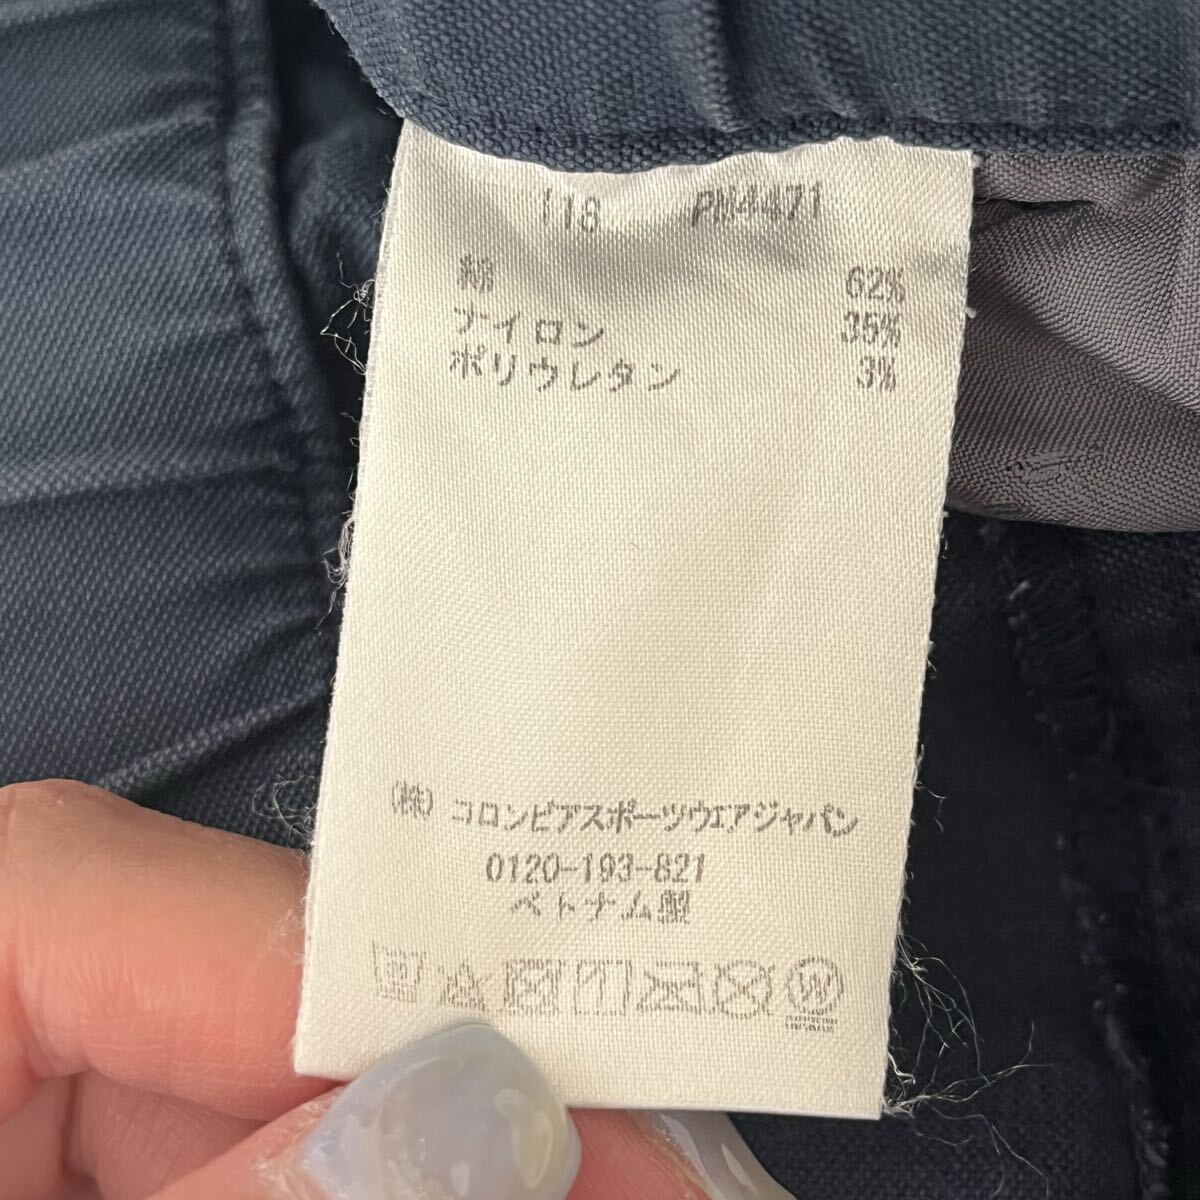 118 PM4471
綿 62%
ナイロン 35%
ポリウレタン 3%
(株) コロンビアスポーツウエアジャパン
0120-193-821
ベトナム製
W